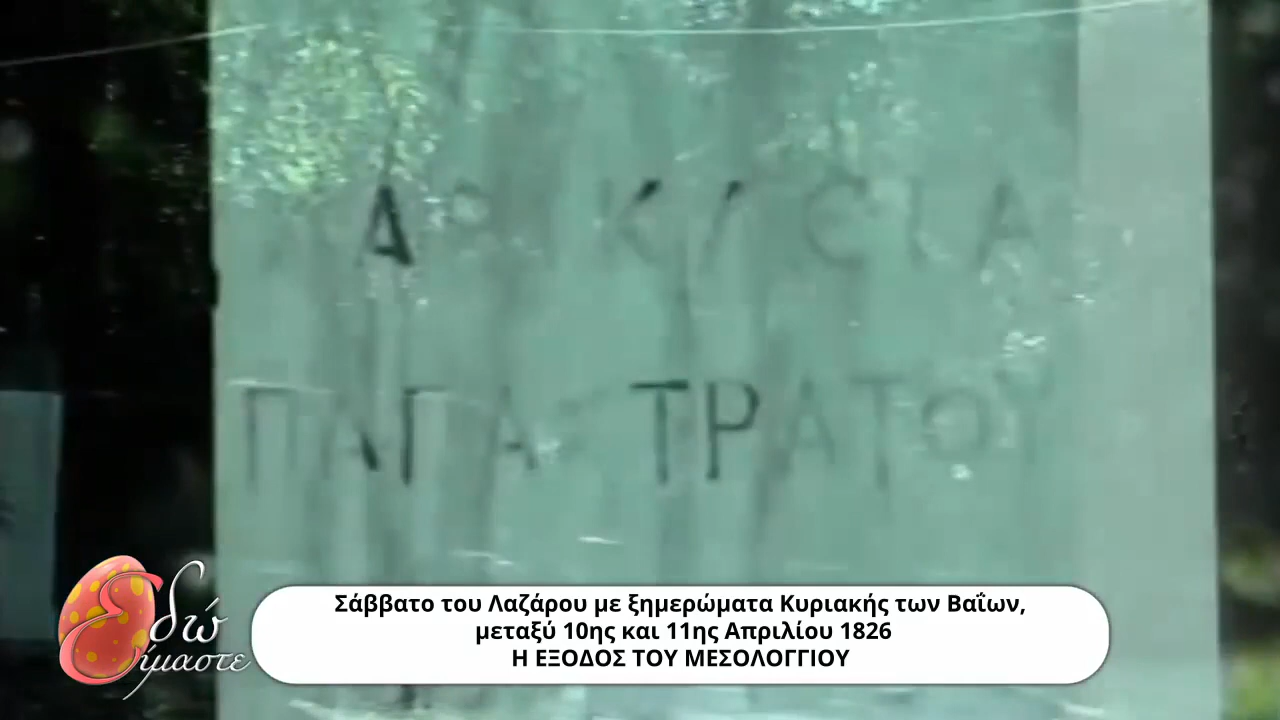 ΤΡΑΤΟΥ
Εδώ
είμαστε
Σάββατο του Λαζάρου με ξημερώματα Κυριακής των Βαΐων,
μεταξύ 10ης και 11ης Απριλίου 1826
Η ΕΞΟΔΟΣ ΤΟΥ ΜΕΣΟΛΟΓΓΙΟΥ